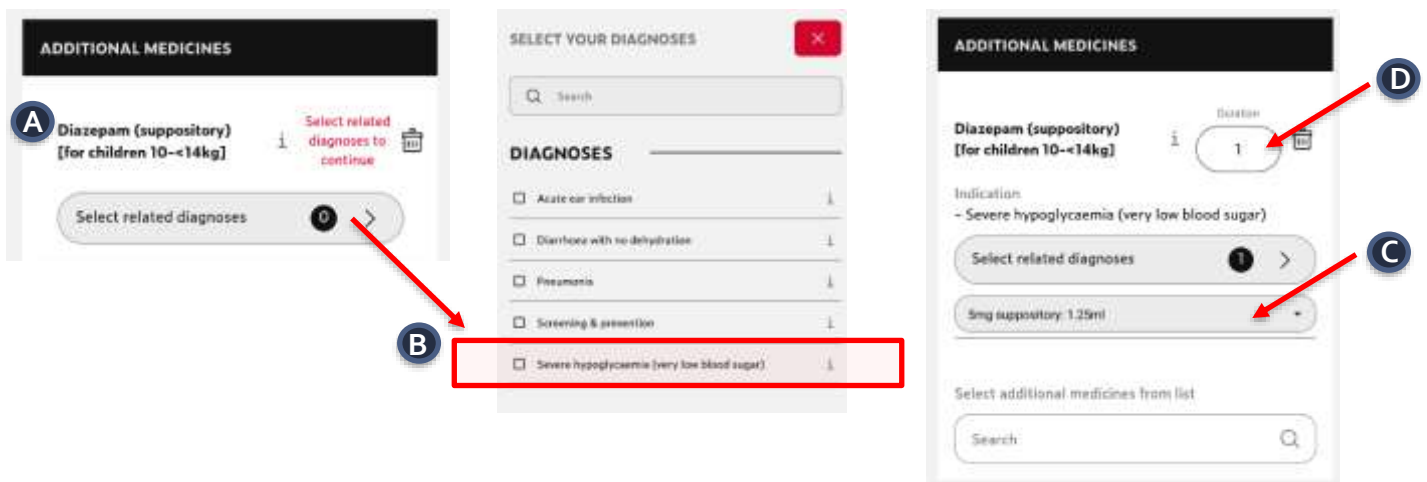 ADDITIONAL MEDICINES
A
Diazepam (suppository)
[for children 10-<14kg]
i
Select related
diagnoses to
continue
Select related diagnoses
0
B
SELECT YOUR DIAGNOSES
Search
DIAGNOSES
Acute ear infection
i
Diarrhoea with no dehydration
i
Pneumonia
i
Screening & prevention
i
Severe hypoglycaemia (very low blood sugar)
i
ADDITIONAL MEDICINES
D
Diazepam (suppository)
[for children 10-<14kg]
i
Duration
1
Indication
- Severe hypoglycaemia (very low blood sugar)
Select related diagnoses
1
C
5mg suppository: 1.25ml
Select additional medicines from list
Search